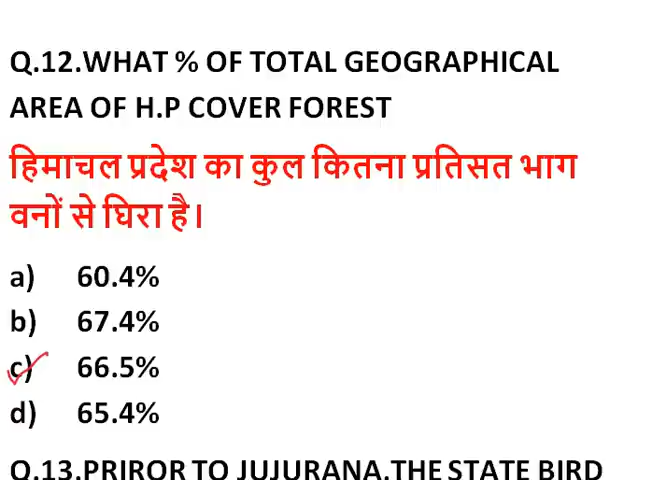 Q.12.WHAT % OF TOTAL GEOGRAPHICAL
AREA OF H.P COVER FOREST
हिमाचल प्रदेश का कुल कितना प्रतिसत भाग
वनों से घिरा है।
a) 60.4%
b) 67.4%
c) 66.5%
d) 65.4%
Q.13.PRIROR TO JUJURANA,THE STATE BIRD